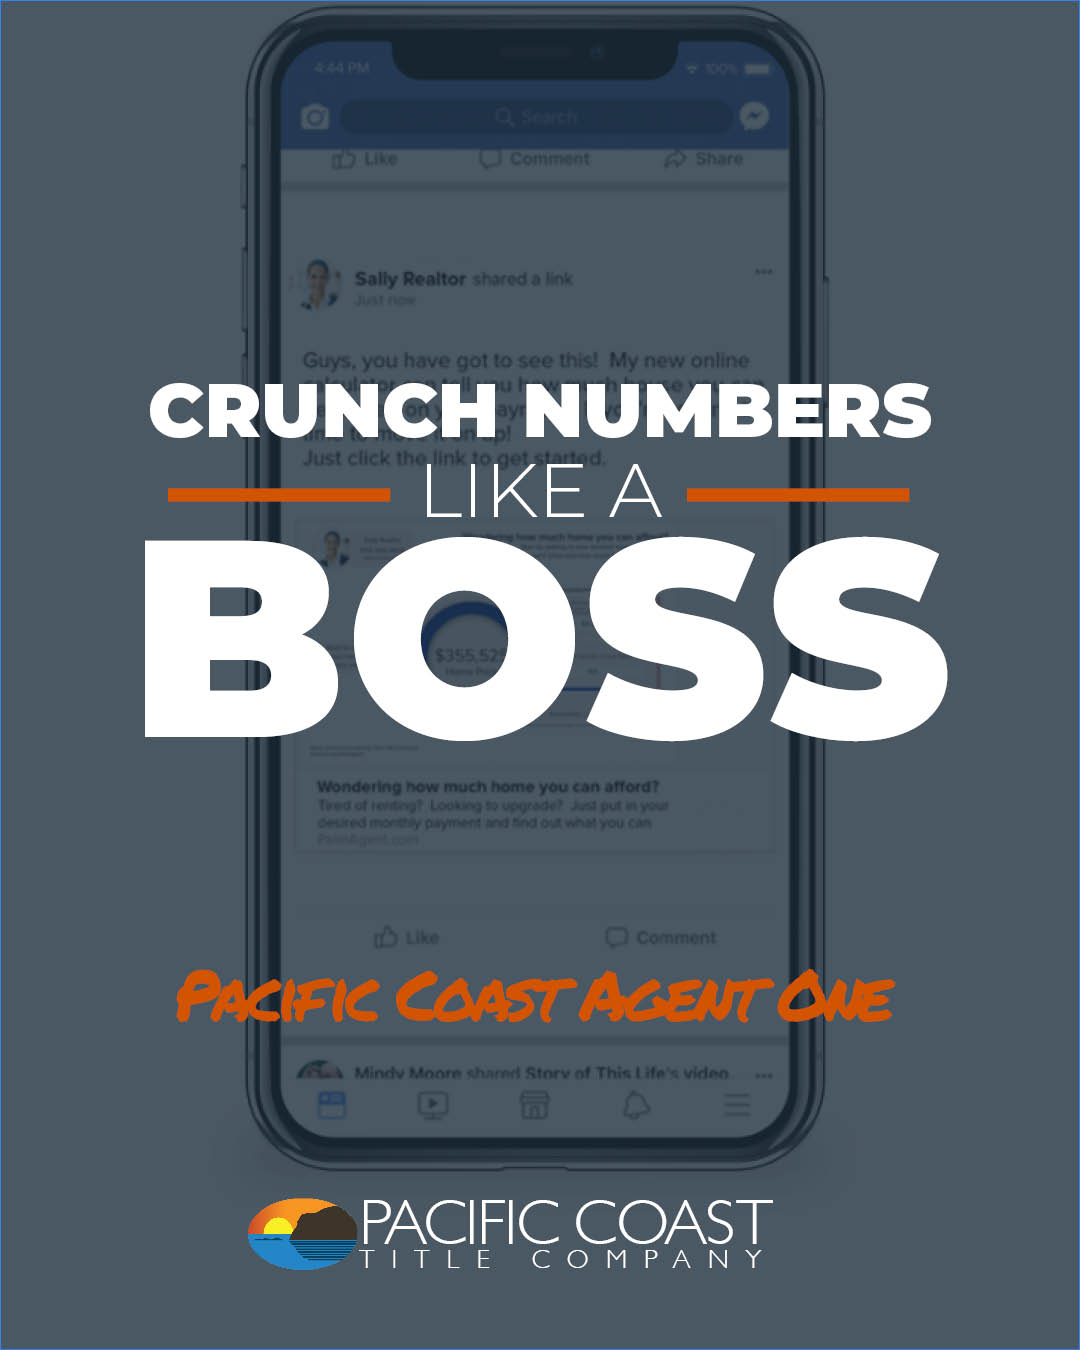 4:44 PM
100%
Search
Like Comment Share
Sally Realtor shared a link
Just now
Guys, you have got to see this! My new online
CRUNCH NUMBERS
Just click the link to get started.
LIKE A
BOSS
$355,52
Wondering how much home you can afford?
Tired of renting? Looking to upgrade? Just put in your
desired monthly payment and find out what you can
PalmAgent.com
Like Comment
PACIFIC COAST AGENT ONE
Mindy Moore shared Story of This Life's video.
PACIFIC COAST
TITLE COMPANY